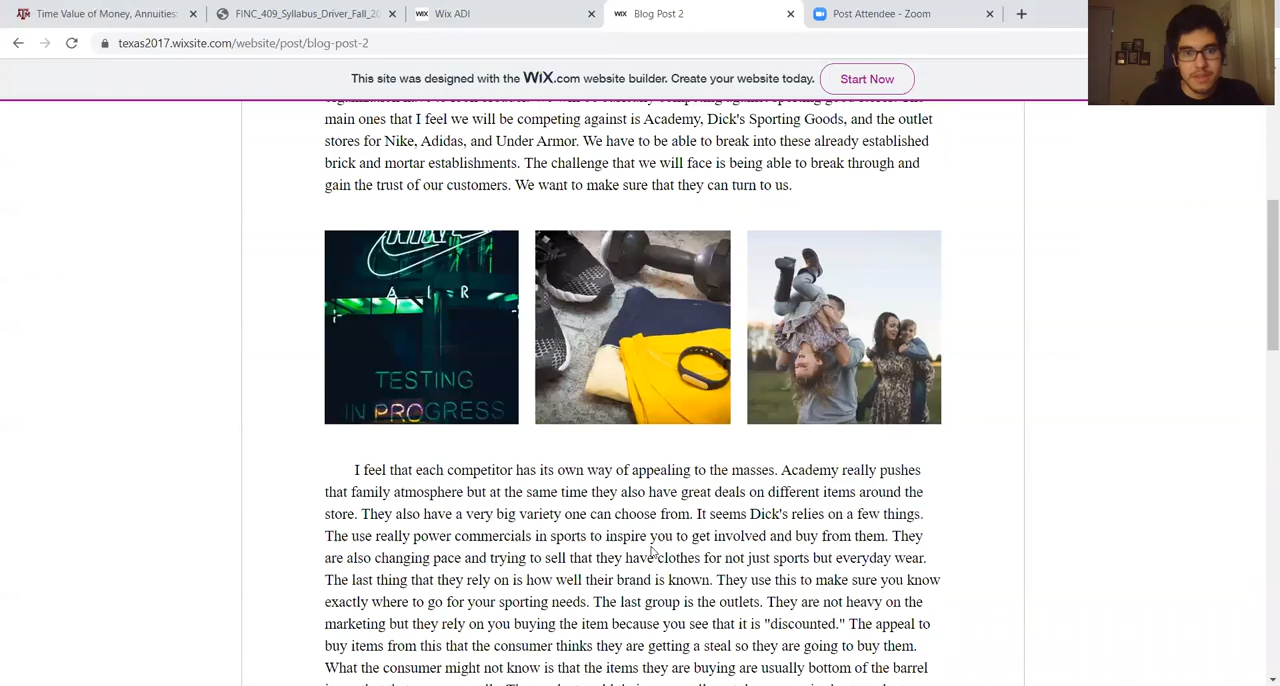 Time Value of Money, Annuities:
FINC_409_Syllabus_Driver_Fall_20
WIX Wix ADI
WIX Blog Post 2
Post Attendee - Zoom
texas2017.wixsite.com/website/post/blog-post-2
This site was designed with the WiX.com website builder. Create your website today.
Start Now
main ones that I feel we will be competing against is Academy, Dick's Sporting Goods, and the outlet
stores for Nike, Adidas, and Under Armor. We have to be able to break into these already established
brick and mortar establishments. The challenge that we will face is being able to break through and
gain the trust of our customers. We want to make sure that they can turn to us.
NIKE
AIR
TESTING
IN PROGRESS
I feel that each competitor has its own way of appealing to the masses. Academy really pushes
that family atmosphere but at the same time they also have great deals on different items around the
store. They also have a very big variety one can choose from. It seems Dick's relies on a few things.
The use really power commercials in sports to inspire you to get involved and buy from them. They
are also changing pace and trying to sell that they have clothes for not just sports but everyday wear.
The last thing that they rely on is how well their brand is known. They use this to make sure you know
exactly where to go for your sporting needs. The last group is the outlets. They are not heavy on the
marketing but they rely on you buying the item because you see that it is "discounted." The appeal to
buy items from this that the consumer thinks they are getting a steal so they are going to buy them.
What the consumer might not know is that the items they are buying are usually bottom of the barrel